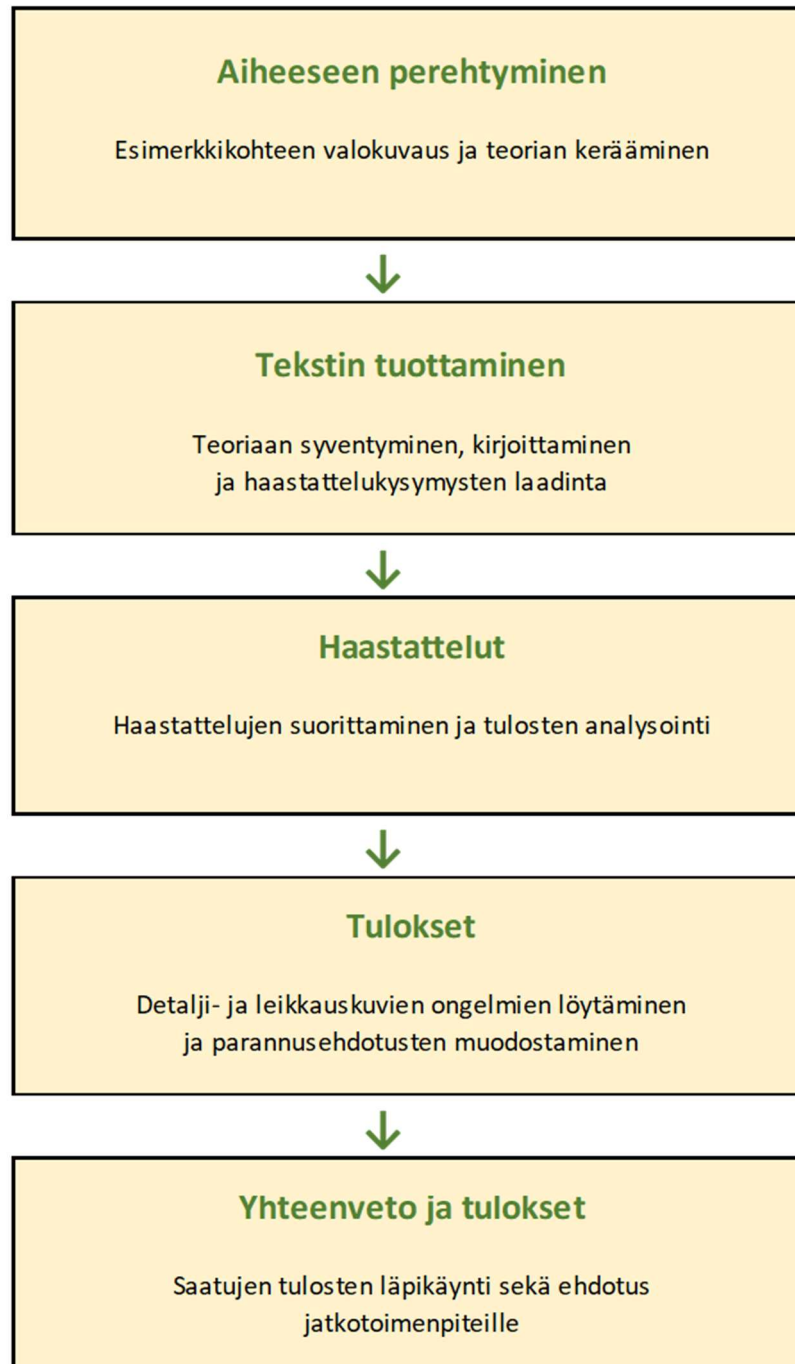 Aiheeseen perehtyminen
Esimerkkikohteen valokuvaus ja teorian kerääminen
Tekstin tuottaminen
Teoriaan syventyminen, kirjoittaminen
ja haastattelukysymysten laadinta
Haastattelut
Haastattelujen suorittaminen ja tulosten analysointi
Tulokset
Detalji- ja leikkauskuvien ongelmien löytäminen
ja parannusehdotusten muodostaminen
Yhteenveto ja tulokset
Saatujen tulosten läpikäynti sekä ehdotus
jatkotoimenpiteille